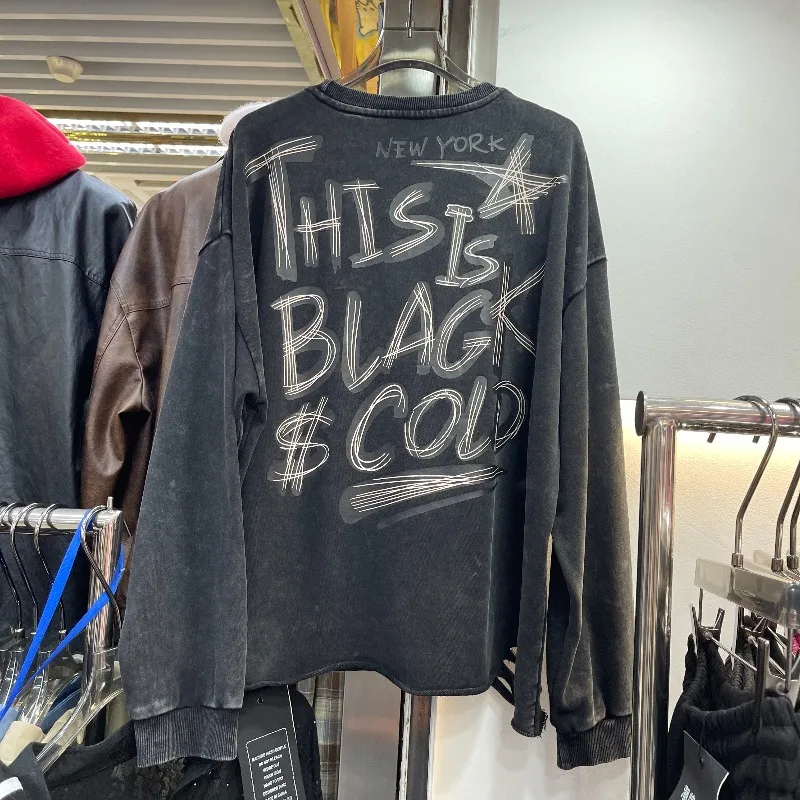 NEW YORK
THIS
IS
BLACK
$ COLD